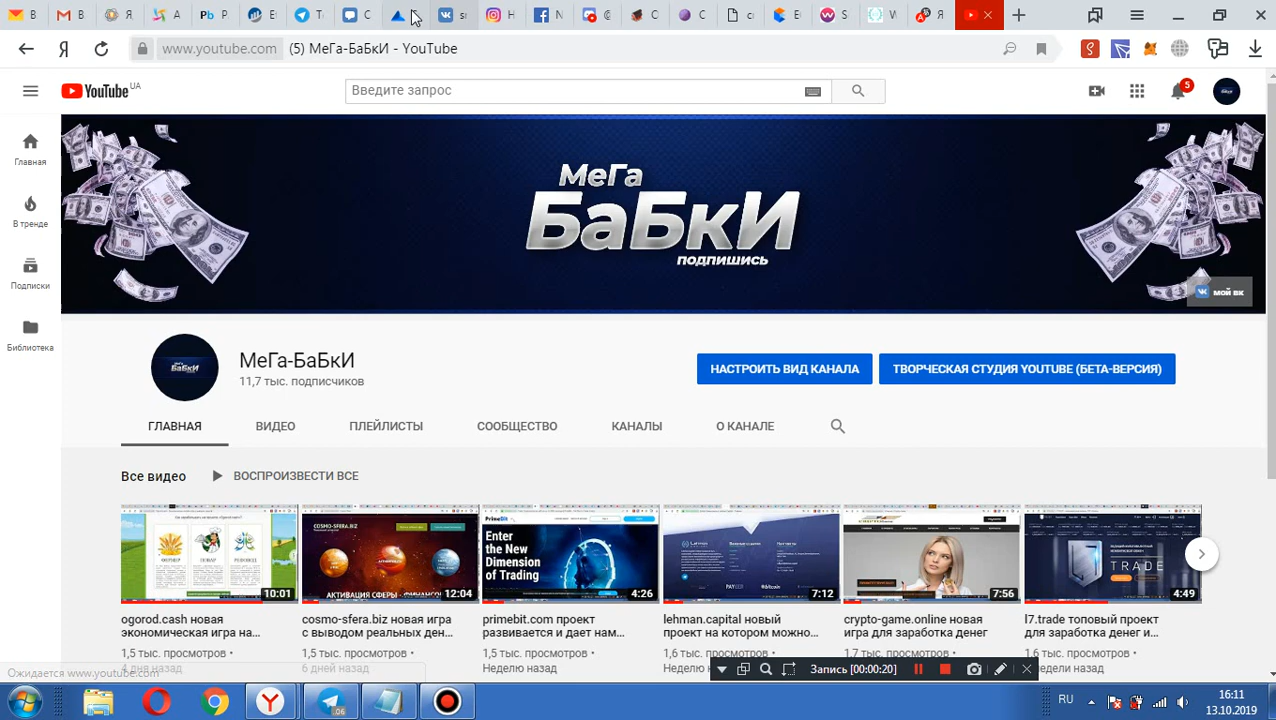 www.youtube.com (5) МеГа-БаБкИ - YouTube
YouTube UA
Введите запрос
5
МеГа
БаБкИ
подпишись
мой вк
Главная
В тренде
Подписки
Библиотека
МеГа-БаБкИ
11,7 тыс. подписчиков
НАСТРОИТЬ ВИД КАНАЛА
ТВОРЧЕСКАЯ СТУДИЯ YOUTUBE (БЕТА-ВЕРСИЯ)
ГЛАВНАЯ ВИДЕО ПЛЕЙЛИСТЫ СООБЩЕСТВО КАНАЛЫ О КАНАЛЕ
Все видео ВОСПРОИЗВЕСТИ ВСЕ
COSMO-SFERA.BIZ
АКТИВАЦИЯ СФЕРЫ
PrimeBit
Enter
the New
Dimension
of Trading
TRADE
10:01 12:04 4:26 7:12 7:56 4:49
ogorod.cash новая
экономическая игра на...
1,5 тыс. просмотров •
4 дня назад
cosmo-sfera.biz новая игра
с выводом реальных ден...
1,5 тыс. просмотров •
6 дней назад
primebit.com проект
развивается и дает нам...
1,5 тыс. просмотров •
Неделю назад
lehman.capital новый
проект на котором можно...
1,6 тыс. просмотров •
crypto-game.online новая
игра для заработка денег
1,7 тыс. просмотров •
l7.trade топовый проект
для заработка денег и...
1,6 тыс. просмотров •
Ожидается www.youtube.com...
Запись [00:00:20]
06
RU
16:11
13.10.2019